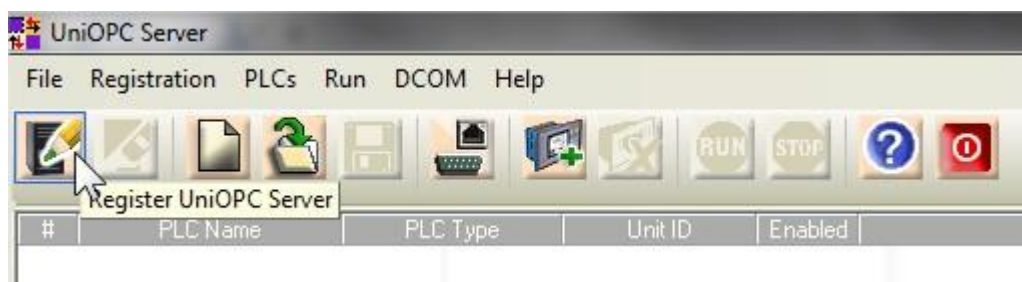 UniOPC Server
File Registration PLCs Run DCOM Help
RUN STOP ?
Register UniOPC Server
# PLC Name PLC Type Unit ID Enabled